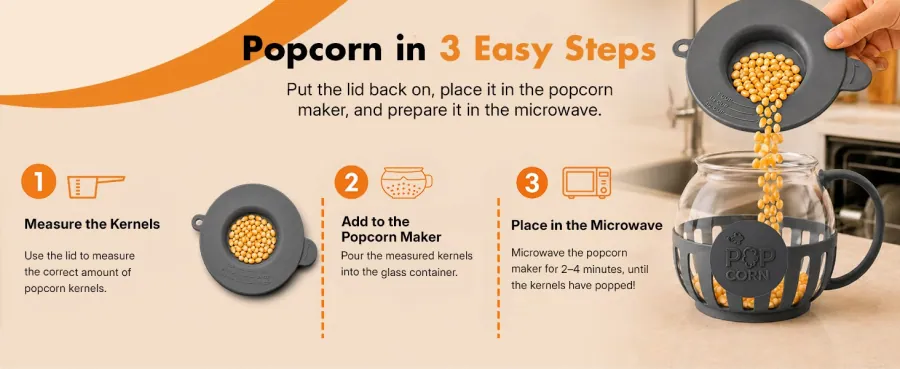 Popcorn in 3 Easy Steps
Put the lid back on, place it in the popcorn
maker, and prepare it in the microwave.
1
Measure the Kernels
Use the lid to measure
the correct amount of
popcorn kernels.
2
Add to the
Popcorn Maker
Pour the measured kernels
into the glass container.
3
Place in the Microwave
Microwave the popcorn
maker for 2–4 minutes, until
the kernels have popped!
POP
CORN